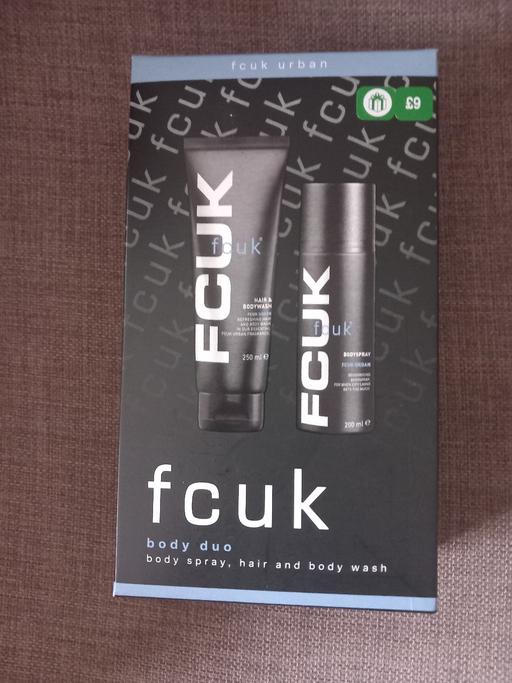 fcuk urban
£9
FCUK
fcuk
HAIR &
BODYWASH
250 ml e
FCUK
fcuk
BODYSPRAY
FCUK URBAN
200 ml e
fcuk
body duo
body spray, hair and body wash